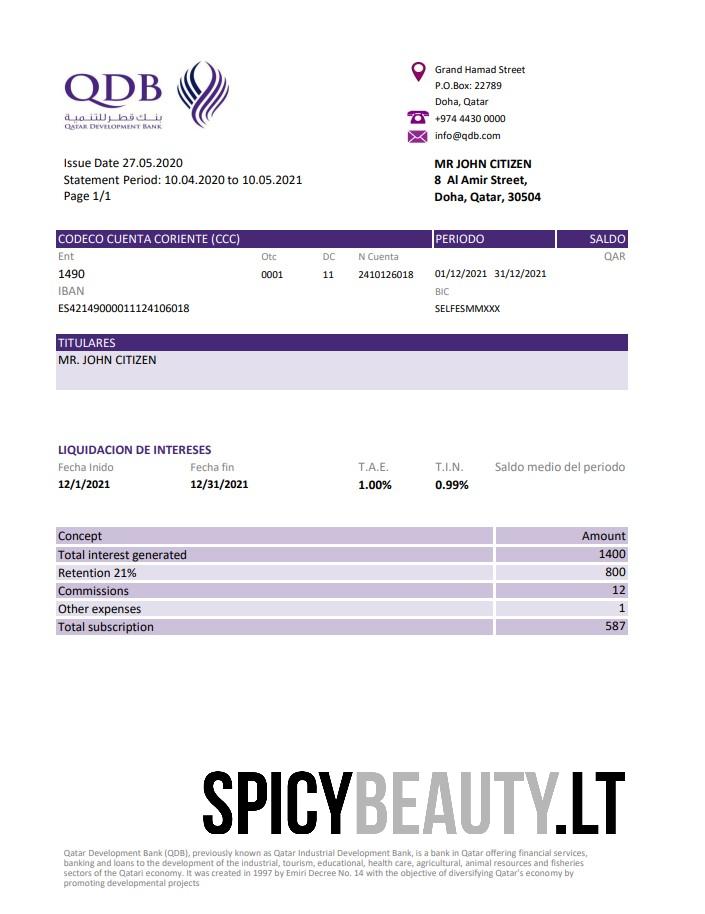 QDB
بنك قطر للتنمية
QATAR DEVELOPMENT BANK
Grand Hamad Street
P.O.Box: 22789
Doha, Qatar
+974 4430 0000
info@qdb.com
Issue Date 27.05.2020
Statement Period: 10.04.2020 to 10.05.2021
Page 1/1
MR JOHN CITIZEN
8 Al Amir Street,
Doha, Qatar, 30504
CODECO CUENTA CORIENTE (CCC) PERIODO SALDO
Ent Otc DC N Cuenta QAR
1490 0001 11 2410126018 01/12/2021 31/12/2021
IBAN BIC
ES42149000011124106018 SELFESMMXXX
TITULARES
MR. JOHN CITIZEN
LIQUIDACION DE INTERESES
Fecha Inido Fecha fin T.A.E. T.I.N. Saldo medio del periodo
12/1/2021 12/31/2021 1.00% 0.99%
Concept Amount
Total interest generated 1400
Retention 21% 800
Commissions 12
Other expenses 1
Total subscription 587
SPICYBEAUTY.LT
Qatar Development Bank (QDB), previously known as Qatar Industrial Development Bank, is a bank in Qatar offering financial services,
banking and loans to the development of the industrial, tourism, educational, health care, agricultural, animal resources and fisheries
sectors of the Qatari economy. It was created in 1997 by Emiri Decree No. 14 with the objective of diversifying Qatar's economy by
promoting developmental projects